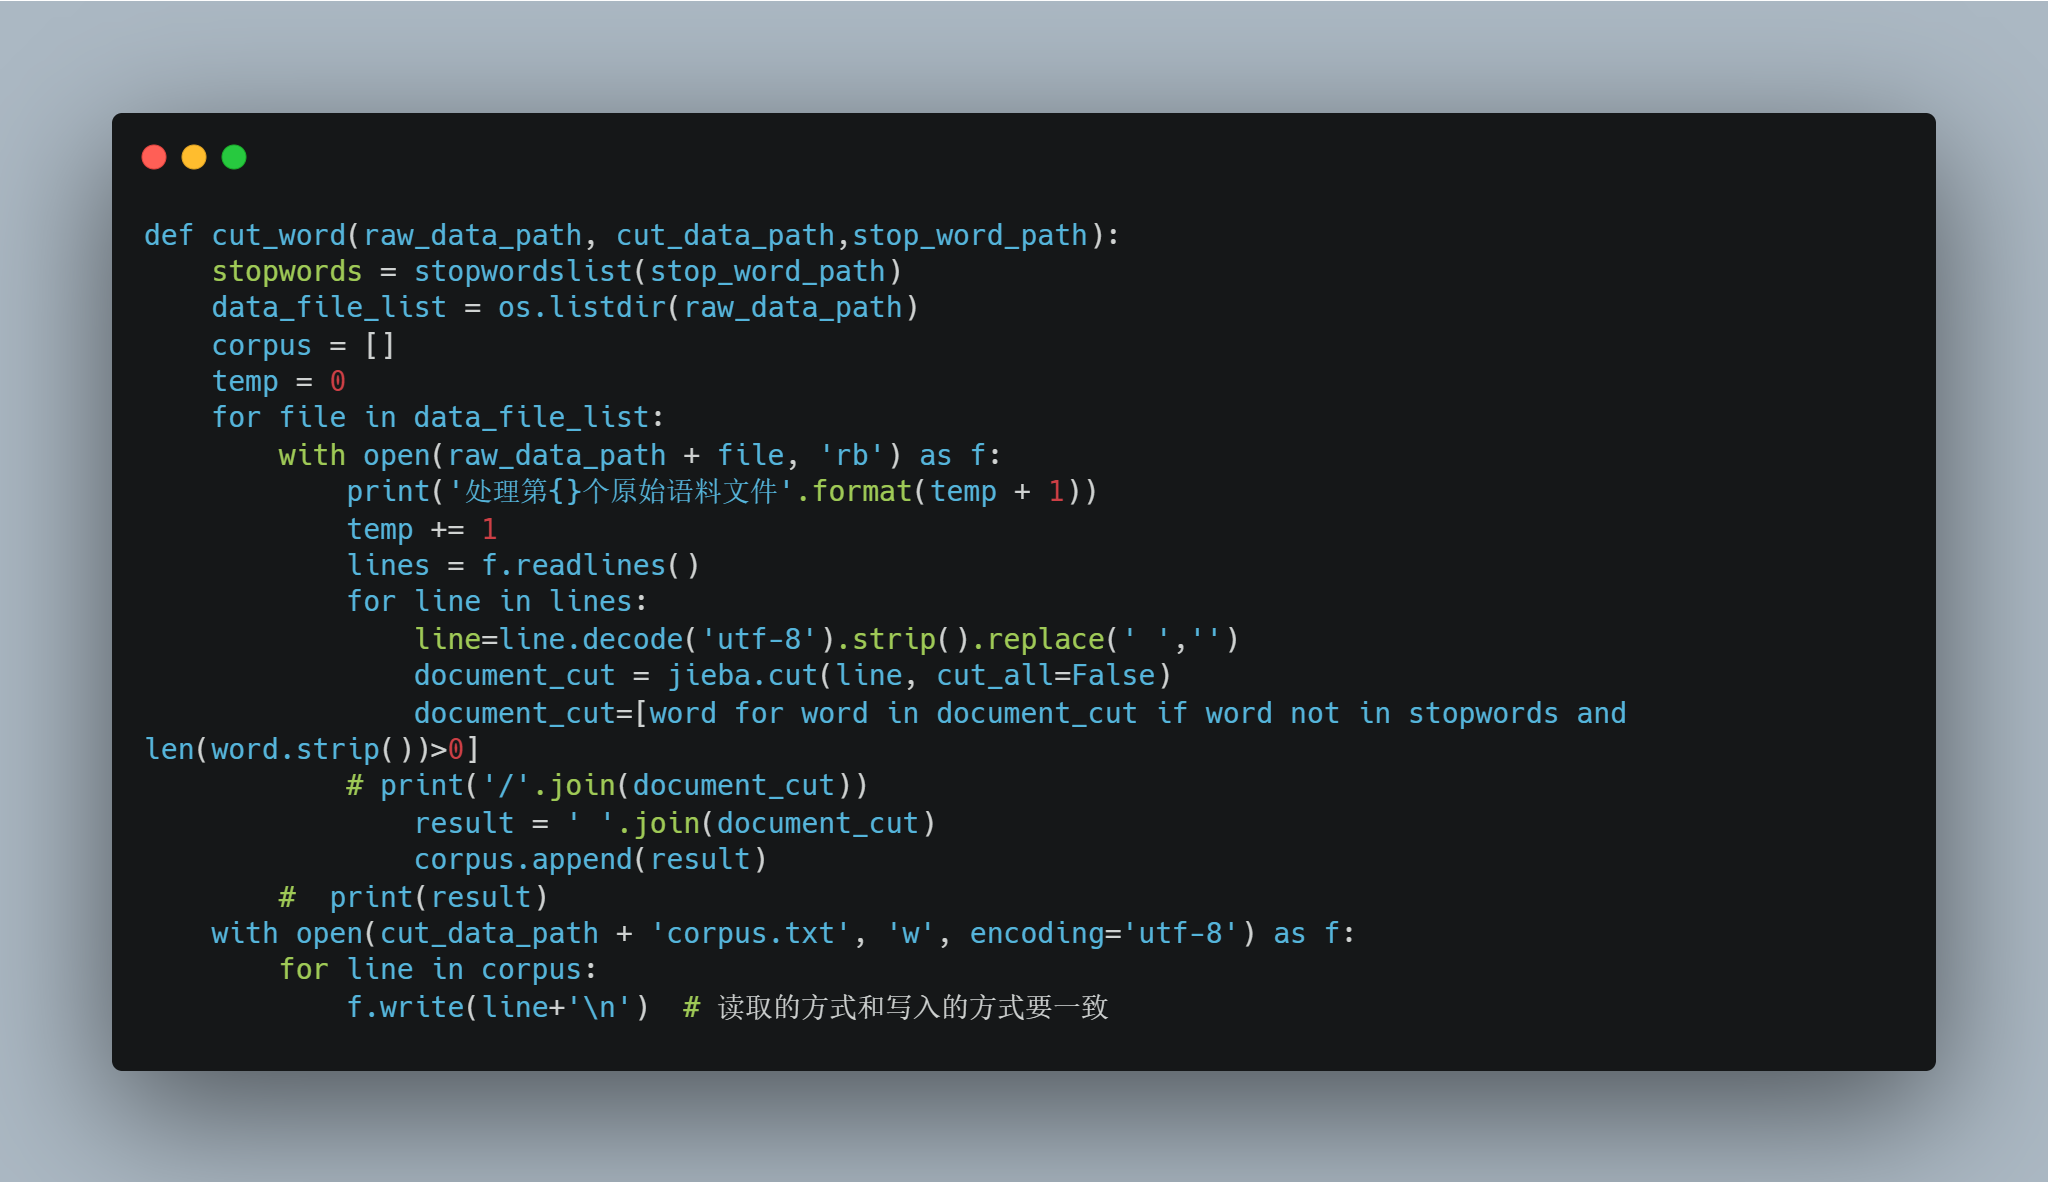 def cut_word(raw_data_path, cut_data_path,stop_word_path):
    stopwords = stopwordslist(stop_word_path)
    data_file_list = os.listdir(raw_data_path)
    corpus = []
    temp = 0
    for file in data_file_list:
        with open(raw_data_path + file, 'rb') as f:
            print('处理第{}个原始语料文件'.format(temp + 1))
            temp += 1
            lines = f.readlines()
            for line in lines:
                line=line.decode('utf-8').strip().replace(' ','')
                document_cut = jieba.cut(line, cut_all=False)
                document_cut=[word for word in document_cut if word not in stopwords and
len(word.strip())>0]
            # print('/'.join(document_cut))
                result = ' '.join(document_cut)
                corpus.append(result)
        #  print(result)
    with open(cut_data_path + 'corpus.txt', 'w', encoding='utf-8') as f:
        for line in corpus:
            f.write(line+'\n')  # 读取的方式和写入的方式要一致